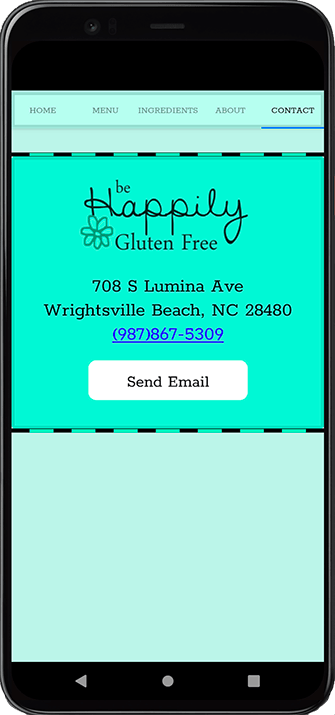 HOME MENU INGREDIENTS ABOUT CONTACT
be
Happily
Gluten Free
708 S Lumina Ave
Wrightsville Beach, NC 28480
(987)867-5309
Send Email